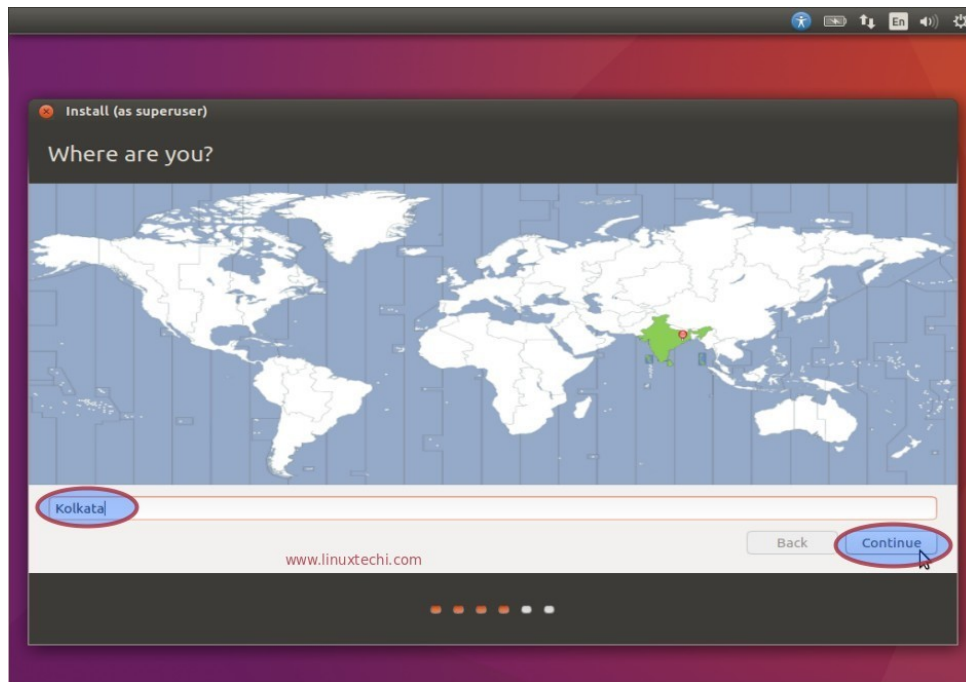 En
Install (as superuser)
Where are you?
Kolkata
Back
Continue
www.linuxtechi.com